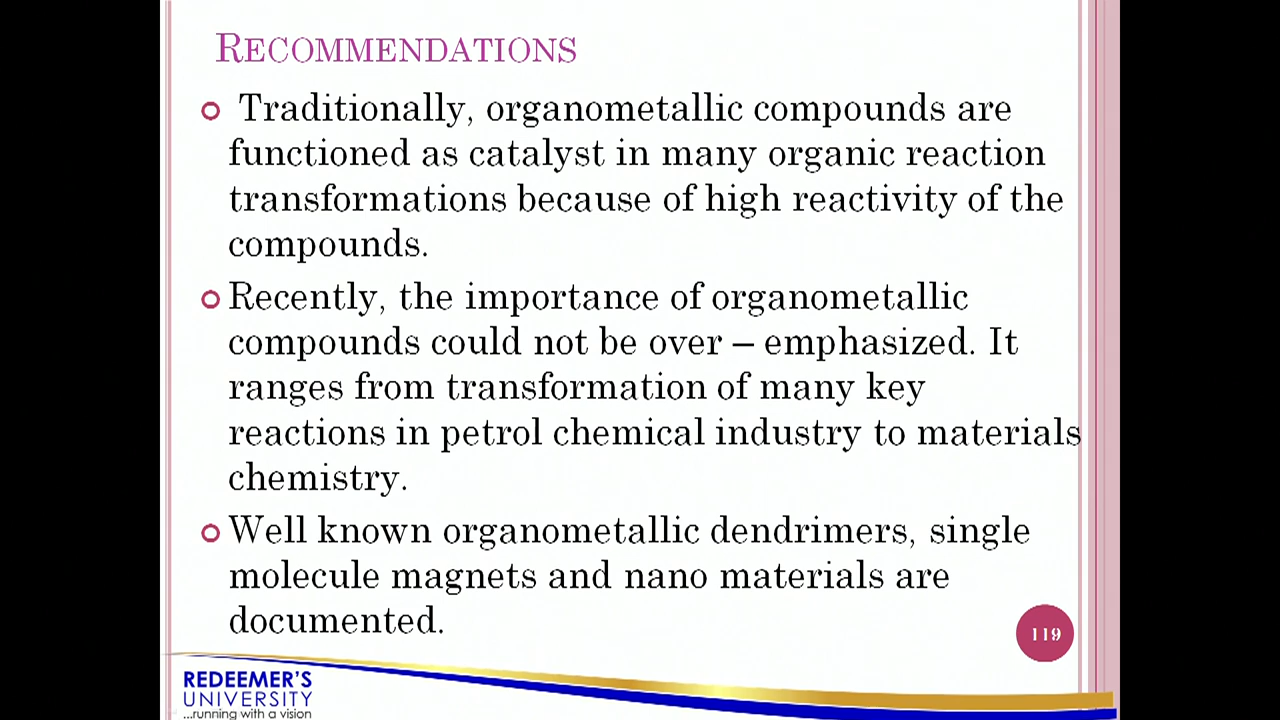 RECOMMENDATIONS
Traditionally, organometallic compounds are
functioned as catalyst in many organic reaction
transformations because of high reactivity of the
compounds.
Recently, the importance of organometallic
compounds could not be over – emphasized. It
ranges from transformation of many key
reactions in petrol chemical industry to materials
chemistry.
Well known organometallic dendrimers, single
molecule magnets and nano materials are
documented.
119
REDEEMER'S
UNIVERSITY
...running with a vision